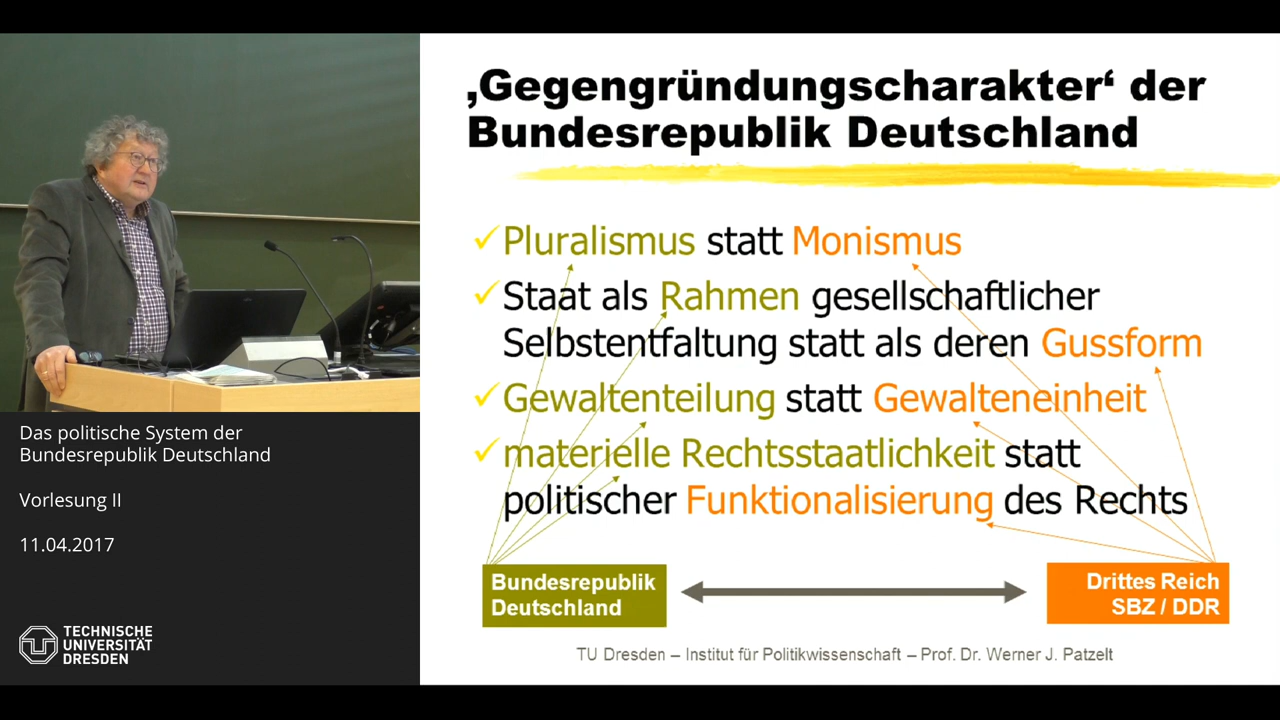 ‚Gegengründungscharakter‘ der
Bundesrepublik Deutschland
Pluralismus statt Monismus
Staat als Rahmen gesellschaftlicher
Selbstentfaltung statt als deren Gussform
Gewaltenteilung statt Gewalteneinheit
materielle Rechtsstaatlichkeit statt
politischer Funktionalisierung des Rechts
Bundesrepublik
Deutschland
Drittes Reich
SBZ / DDR
TU Dresden – Institut für Politikwissenschaft – Prof. Dr. Werner J. Patzelt
Das politische System der
Bundesrepublik Deutschland
Vorlesung II
11.04.2017
TECHNISCHE
UNIVERSITÄT
DRESDEN